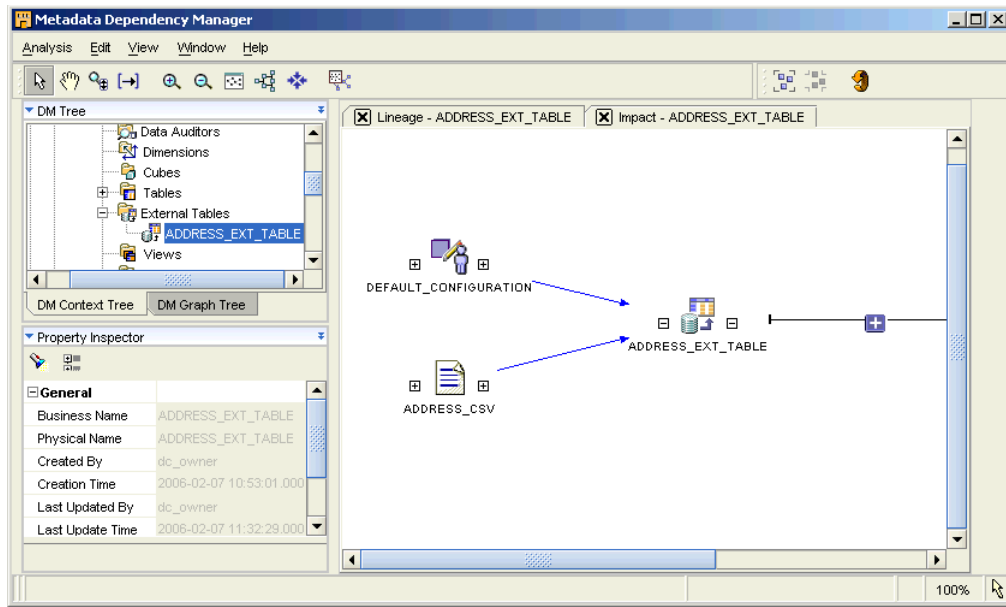 Metadata Dependency Manager
Analysis Edit View Window Help
DM Tree
Data Auditors
Dimensions
Cubes
Tables
External Tables
ADDRESS_EXT_TABLE
Views
DM Context Tree DM Graph Tree
Property Inspector
General
Business Name ADDRESS_EXT_TABLE
Physical Name ADDRESS_EXT_TABLE
Created By dc_owner
Creation Time 2006-02-07 10:53:01.000
Last Updated By dc_owner
Last Update Time 2006-02-07 11:32:29.000
Lineage - ADDRESS_EXT_TABLE Impact - ADDRESS_EXT_TABLE
DEFAULT_CONFIGURATION
ADDRESS_EXT_TABLE
ADDRESS_CSV
100%